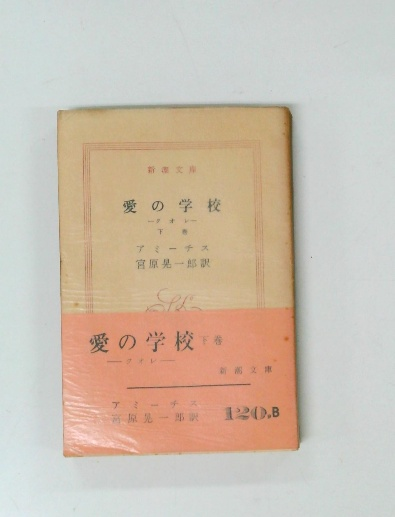 新潮文庫
愛の学校
―クオレ―
下巻
アミーチス
宮原晃一郎訳
愛の学校 下巻
―クオレ―
新潮文庫
アミーチス
宮原晃一郎訳
120.B